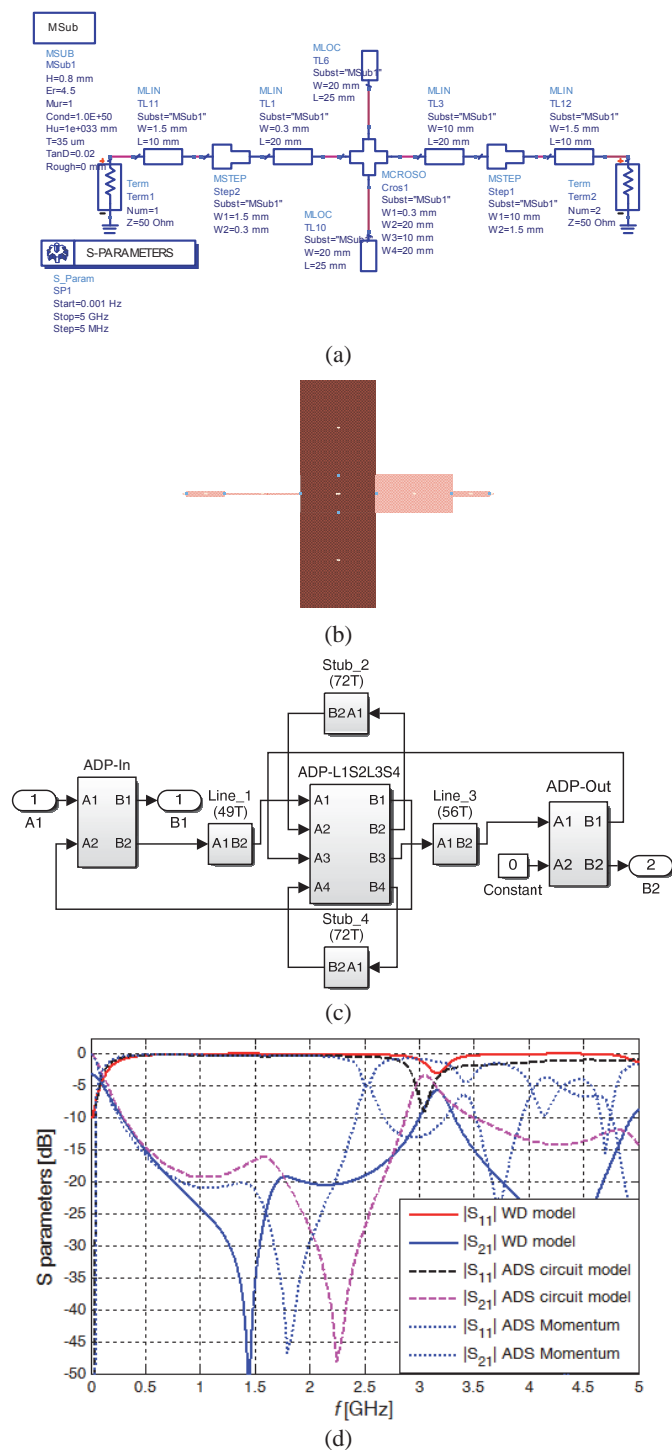 MSub
MSUB
MSub1
H=0.8 mm
Er=4.5
Mur=1
Cond=1.0E+50
Hu=1e+033 mm
T=35 um
TanD=0.02
Rough=0 mm
MLIN
TL11
Subst="MSub1"
W=1.5 mm
L=10 mm
MLIN
TL1
Subst="MSub1"
W=0.3 mm
L=20 mm
MLOC
TL6
Subst="MSub1"
W=20 mm
L=25 mm
MLIN
TL3
Subst="MSub1"
W=10 mm
L=20 mm
MLIN
TL12
Subst="MSub1"
W=1.5 mm
L=10 mm
Term
Term1
Num=1
Z=50 Ohm
MSTEP
Step2
Subst="MSub1"
W1=1.5 mm
W2=0.3 mm
MLOC
TL10
Subst="MSub1"
W=20 mm
L=25 mm
MCROSO
Cros1
Subst="MSub1"
W1=0.3 mm
W2=20 mm
W3=10 mm
W4=20 mm
MSTEP
Step1
Subst="MSub1"
W1=10 mm
W2=1.5 mm
Term
Term2
Num=2
Z=50 Ohm
S-PARAMETERS
S_Param
SP1
Start=0.001 Hz
Stop=5 GHz
Step=5 MHz
(a)
(b)
Stub_2
(72T)
B2 A1
ADP-In
1
A1
A1 B1
A2 B2
1
B1
Line_1
(49T)
A1 B2
ADP-L1S2L3S4
A1 B1
A2 B2
A3 B3
A4 B4
Line_3
(56T)
A1 B2
ADP-Out
A1 B1
A2 B2
0
Constant
2
B2
Stub_4
(72T)
B2 A1
(c)
S parameters [dB]
0
-5
-10
-15
-20
-25
-30
-35
-40
-45
-50
|S11| WD model
|S21| WD model
|S11| ADS circuit model
|S21| ADS circuit model
|S11| ADS Momentum
|S21| ADS Momentum
0 0.5 1 1.5 2 2.5 3 3.5 4 4.5 5
f [GHz]
(d)